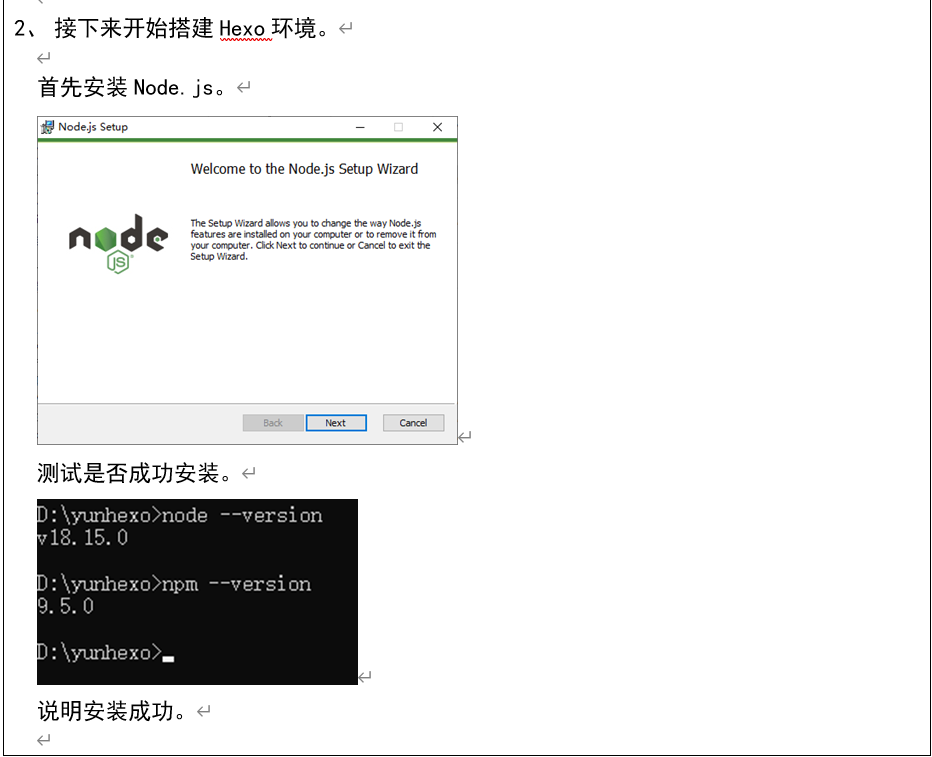 2、 接下来开始搭建 Hexo 环境。
首先安装 Node.js。
Node.js Setup
Welcome to the Node.js Setup Wizard
node
JS
The Setup Wizard allows you to change the way Node.js
features are installed on your computer or to remove it from
your computer. Click Next to continue or Cancel to exit the
Setup Wizard.
Back Next Cancel
测试是否成功安装。
D:\yunhexo>node --version
v18.15.0
D:\yunhexo>npm --version
9.5.0
D:\yunhexo>
说明安装成功。